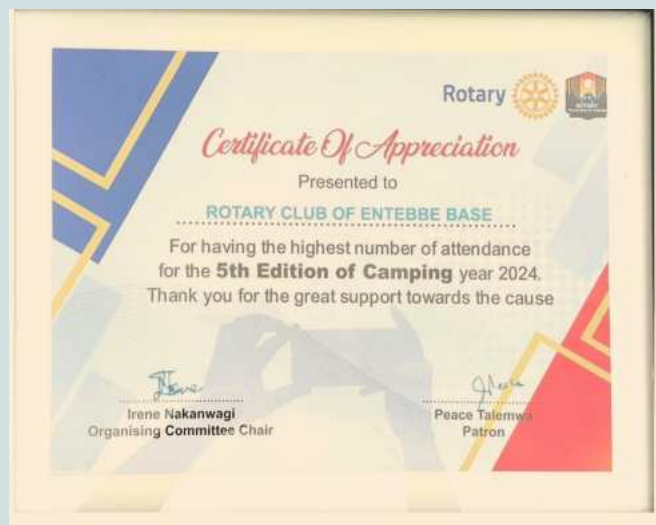 Rotary
Certificate Of Appreciation
Presented to
ROTARY CLUB OF ENTEBBE BASE
For having the highest number of attendance
for the 5th Edition of Camping year 2024.
Thank you for the great support towards the cause
Irene Nakanwagi
Organising Committee Chair
Peace Talemwa
Patron